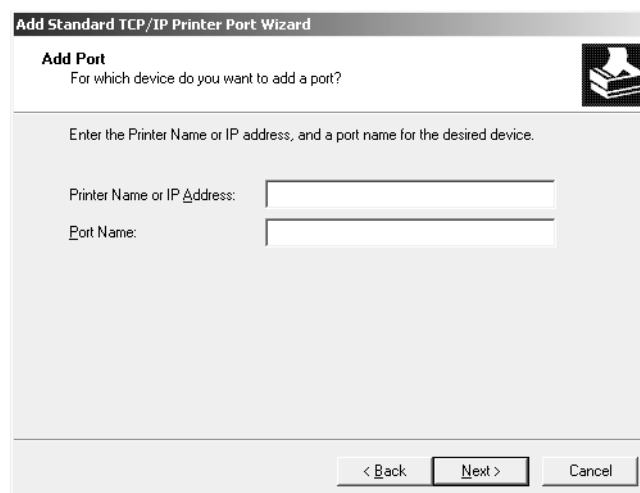 Add Standard TCP/IP Printer Port Wizard
Add Port
For which device do you want to add a port?
Enter the Printer Name or IP address, and a port name for the desired device.
Printer Name or IP Address:
Port Name:
< Back Next > Cancel